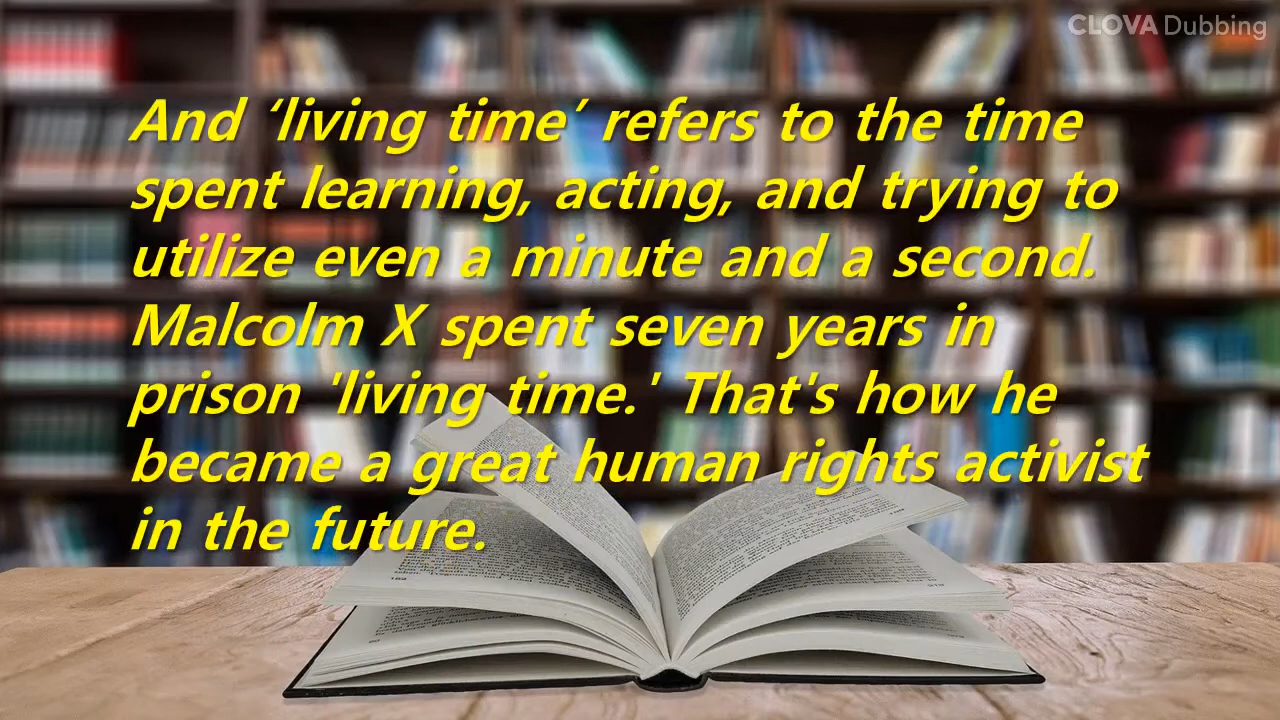 CLOVA Dubbing
And ‘living time’ refers to the time
spent learning, acting, and trying to
utilize even a minute and a second.
Malcolm X spent seven years in
prison 'living time.' That's how he
became a great human rights activist
in the future.